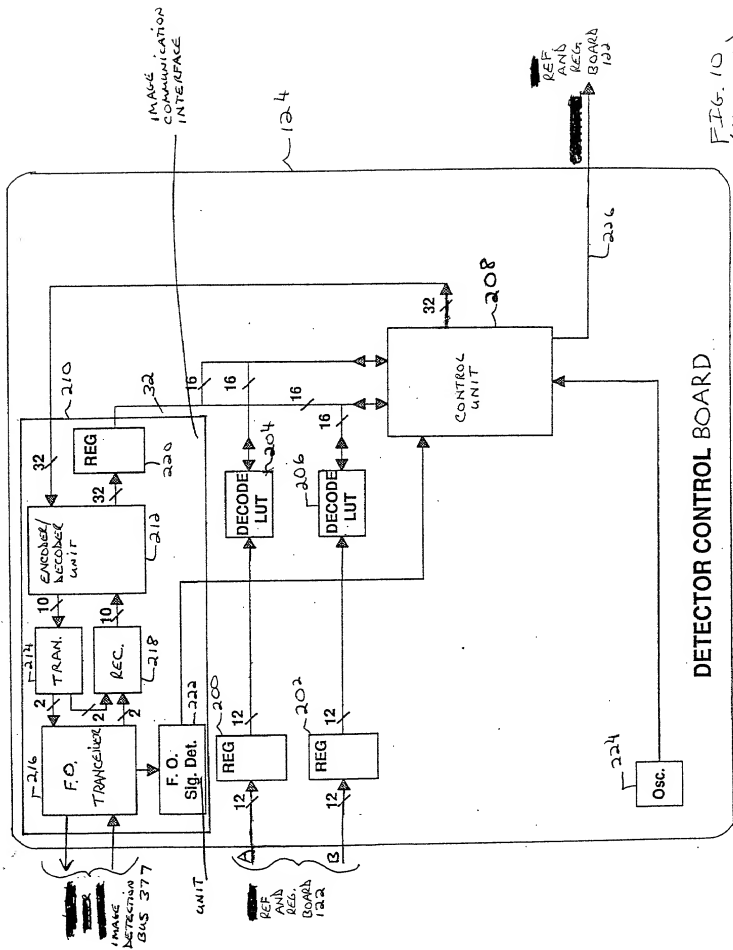 IMAGE
COMMUNICATION
INTERFACE
124
210
32
32
REG
220
32
ENCODER/
DECODER
UNIT
212
10
10
214
TRAN.
REC.
218
2
2
2
216
F.O.
TRANCEIVER
222
F. O.
Sig. Det.
UNIT
IMAGE
DETECTION
BUS 377
32
16
16
16
16
204
DECODE
LUT
206
DECODE
LUT
32
208
CONTROL
UNIT
200
REG
12
12
202
REG
12
12
A
B
REF
AND
REG.
BOARD
122
226
REF
AND
REG
BOARD
122
224
Osc.
DETECTOR CONTROL BOARD
FIG. 10